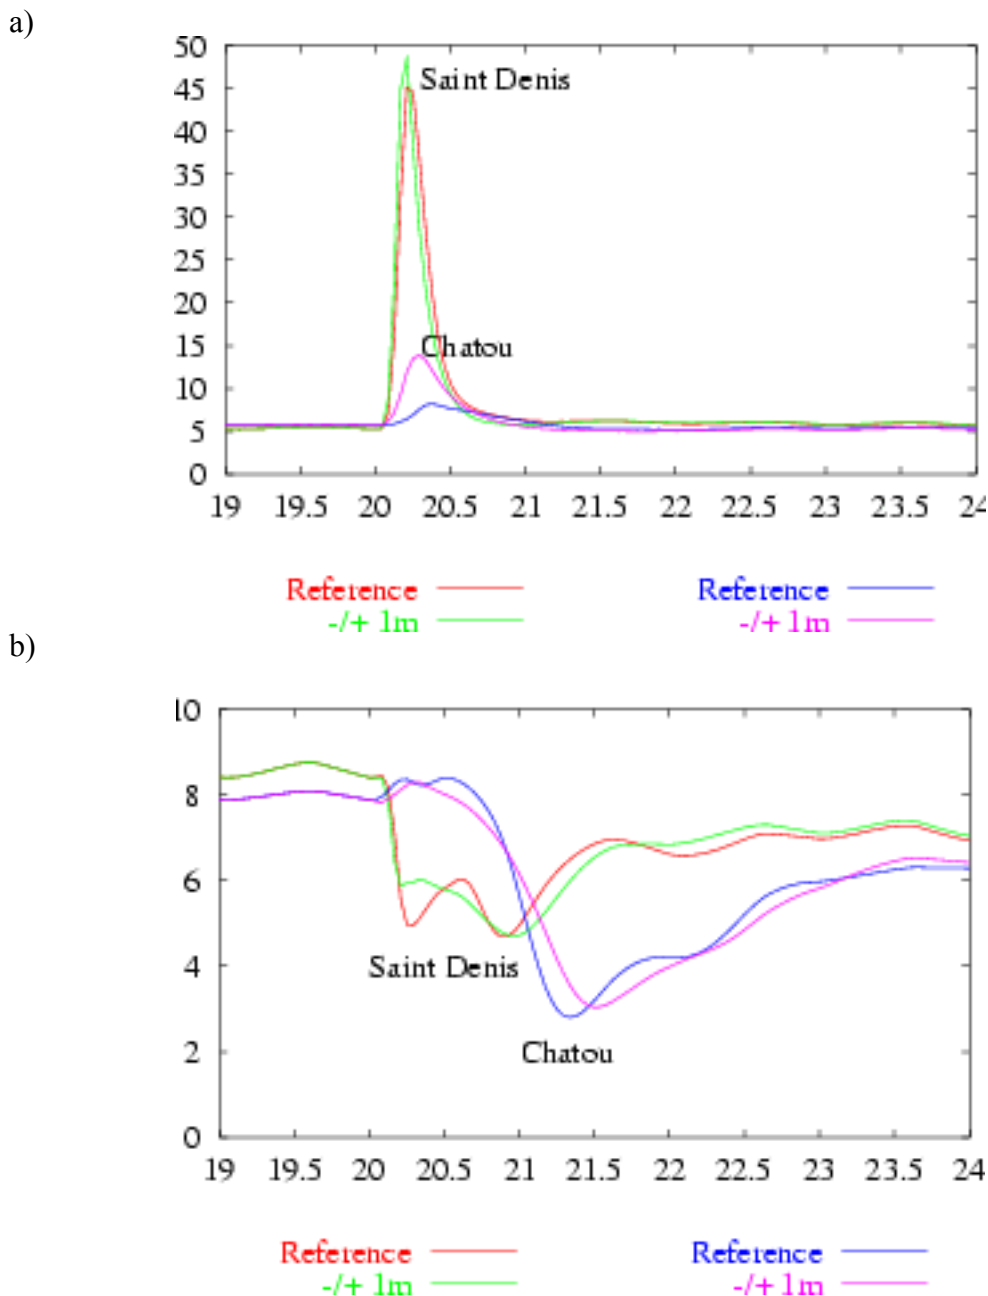 a)
50
Saint Denis
45
40
35
30
25
20
15
Chatou
10
5
0
19 19.5 20 20.5 21 21.5 22 22.5 23 23.5 24
Reference Reference
-/+ 1m -/+ 1m
b)
10
8
6
Saint Denis
4
Chatou
2
0
19 19.5 20 20.5 21 21.5 22 22.5 23 23.5 24
Reference Reference
-/+ 1m -/+ 1m